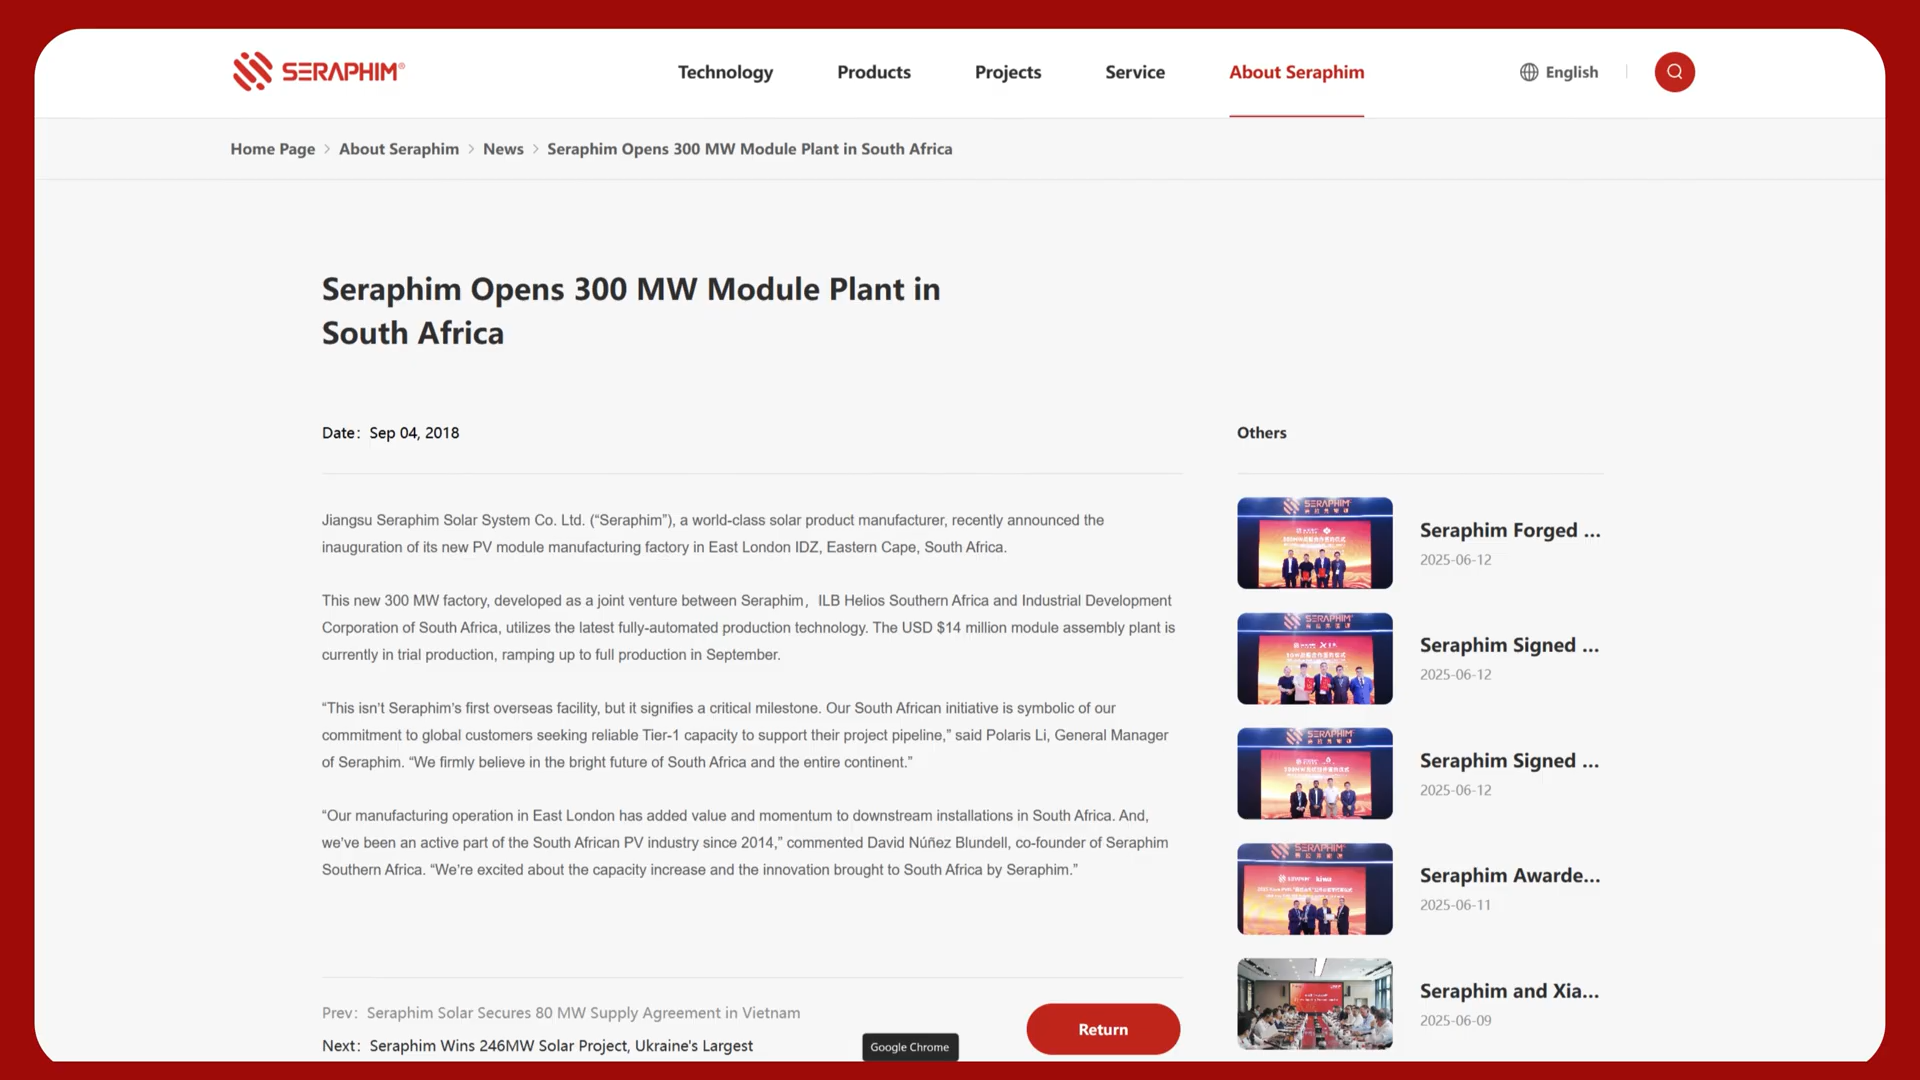 SERAPHIM®
Technology
Products
Projects
Service
About Seraphim
English
Home Page > About Seraphim > News > Seraphim Opens 300 MW Module Plant in South Africa
Seraphim Opens 300 MW Module Plant in
South Africa
Date：Sep 04, 2018
Jiangsu Seraphim Solar System Co. Ltd. (“Seraphim”), a world-class solar product manufacturer, recently announced the
inauguration of its new PV module manufacturing factory in East London IDZ, Eastern Cape, South Africa.
This new 300 MW factory, developed as a joint venture between Seraphim，ILB Helios Southern Africa and Industrial Development
Corporation of South Africa, utilizes the latest fully-automated production technology. The USD $14 million module assembly plant is
currently in trial production, ramping up to full production in September.
“This isn’t Seraphim’s first overseas facility, but it signifies a critical milestone. Our South African initiative is symbolic of our
commitment to global customers seeking reliable Tier-1 capacity to support their project pipeline,” said Polaris Li, General Manager
of Seraphim. “We firmly believe in the bright future of South Africa and the entire continent.”
“Our manufacturing operation in East London has added value and momentum to downstream installations in South Africa. And,
we’ve been an active part of the South African PV industry since 2014,” commented David Núñez Blundell, co-founder of Seraphim
Southern Africa. “We’re excited about the capacity increase and the innovation brought to South Africa by Seraphim.”
Prev：Seraphim Solar Secures 80 MW Supply Agreement in Vietnam
Next：Seraphim Wins 246MW Solar Project, Ukraine's Largest
Google Chrome
Return
Others
SERAPHIM
Seraphim Forged ...
2025-06-12
SERAPHIM
Seraphim Signed ...
2025-06-12
SERAPHIM
Seraphim Signed ...
2025-06-12
SERAPHIM
Seraphim Awarde...
2025-06-11
Seraphim and Xia...
2025-06-09